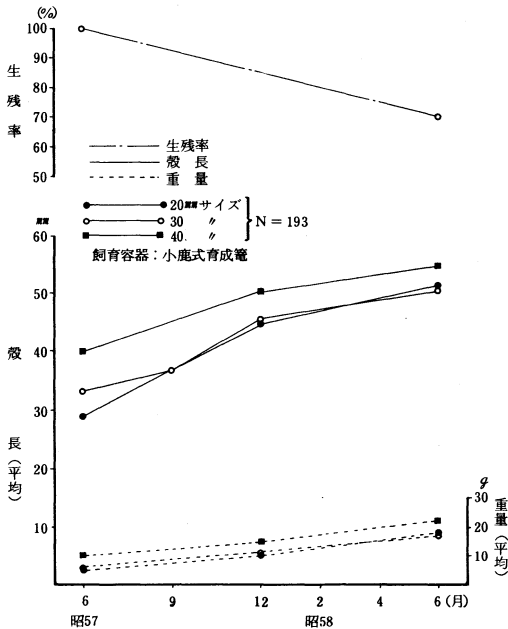 (%)
100
90
80
70
60
50
生残率
生残率
殻長
重量
20mmサイズ
30 〃
40 〃
N = 193
飼育容器：小鹿式育成篭
mm
60
50
40
30
20
10
殻長(平均)
g
30
20
10
重量(平均)
6 9 12 2 4 6 (月)
昭57 昭58